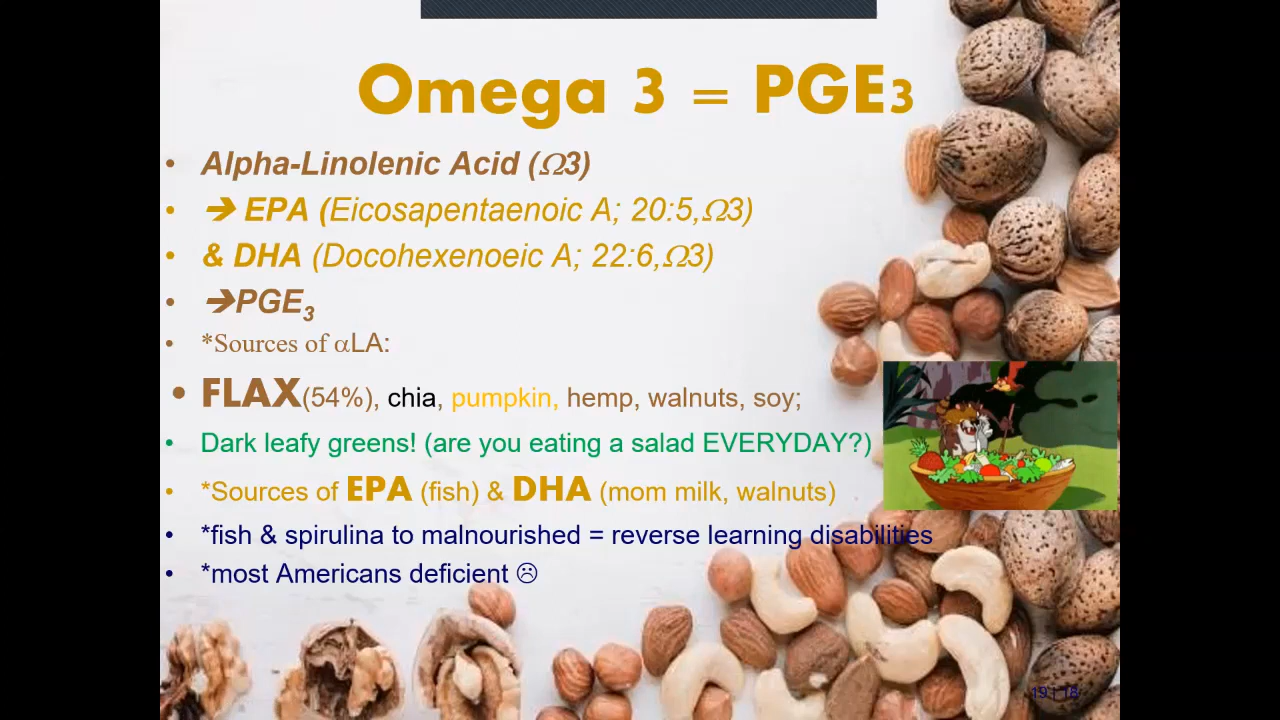 Omega 3 = PGE3
• Alpha-Linolenic Acid (Ω3)
• ➔ EPA (Eicosapentaenoic A; 20:5,Ω3)
• & DHA (Docohexenoeic A; 22:6,Ω3)
• ➔PGE3
• *Sources of αLA:
• FLAX(54%), chia, pumpkin, hemp, walnuts, soy;
• Dark leafy greens! (are you eating a salad EVERYDAY?)
• *Sources of EPA (fish) & DHA (mom milk, walnuts)
• *fish & spirulina to malnourished = reverse learning disabilities
• *most Americans deficient ☹